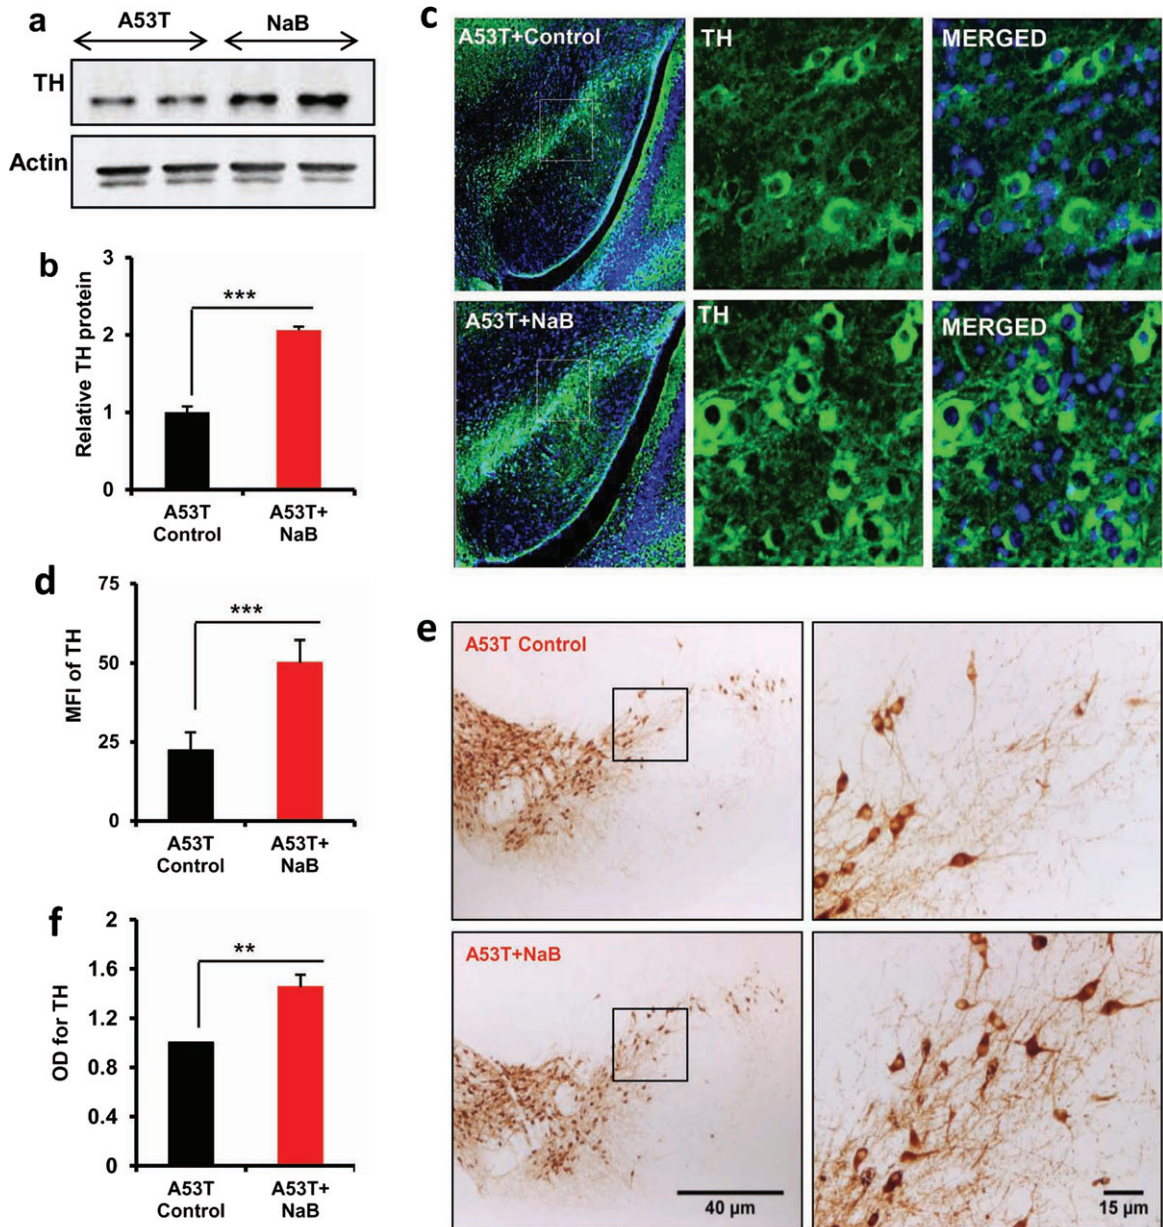 a
A53T NaB
TH
Actin
b
Relative TH protein
3
2
1
0
***
A53T
Control
A53T+
NaB
c
A53T+Control
TH
MERGED
A53T+NaB
TH
MERGED
d
MFI of TH
75
50
25
0
***
A53T
Control
A53T+
NaB
e
A53T Control
A53T+NaB
40 µm
15 µm
f
OD for TH
2
1.6
1.2
0.8
0.4
0
**
A53T
Control
A53T+
NaB